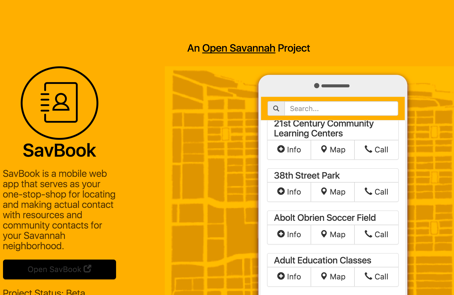 An Open Savannah Project
SavBook
SavBook is a mobile web
app that serves as your
one-stop-shop for locating
and making actual contact
with resources and
community contacts for
your Savannah
neighborhood.
Open SavBook
Project Status: Beta
Search...
21st Century Community
Learning Centers
Info Map Call
38th Street Park
Info Map Call
Abolt Obrien Soccer Field
Info Map Call
Adult Education Classes
Info Map Call